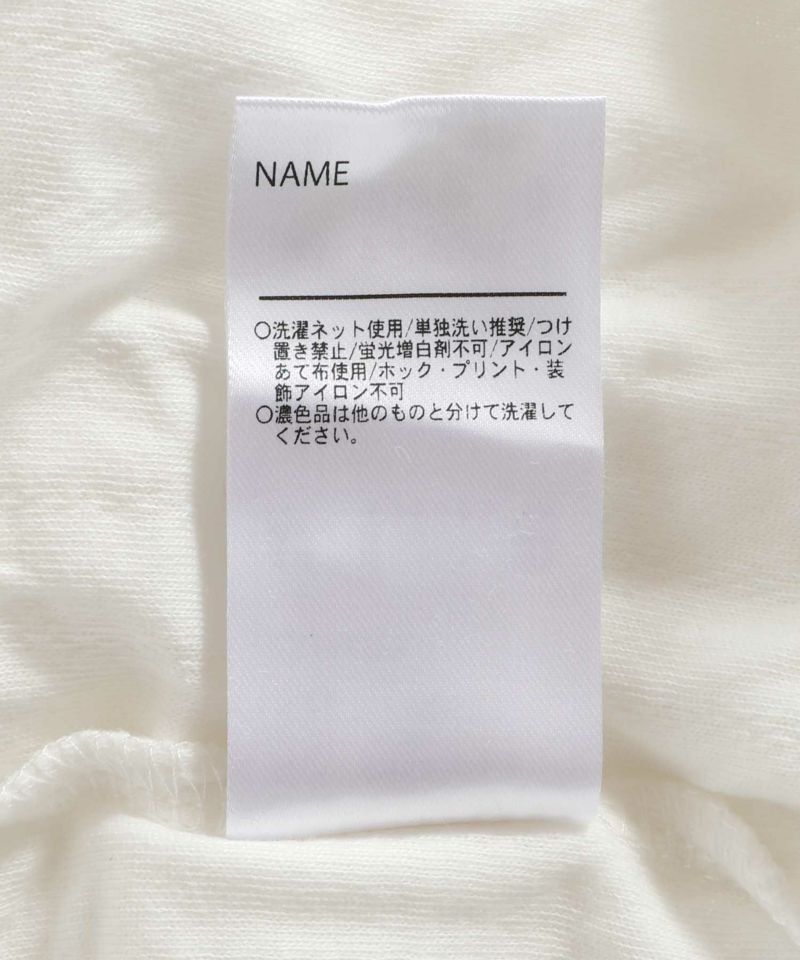 NAME
○洗濯ネット使用/単独洗い推奨/つけ
置き禁止/蛍光増白剤不可/アイロン
あて布使用/ホック・プリント・装
飾アイロン不可
○濃色品は他のものと分けて洗濯して
ください。